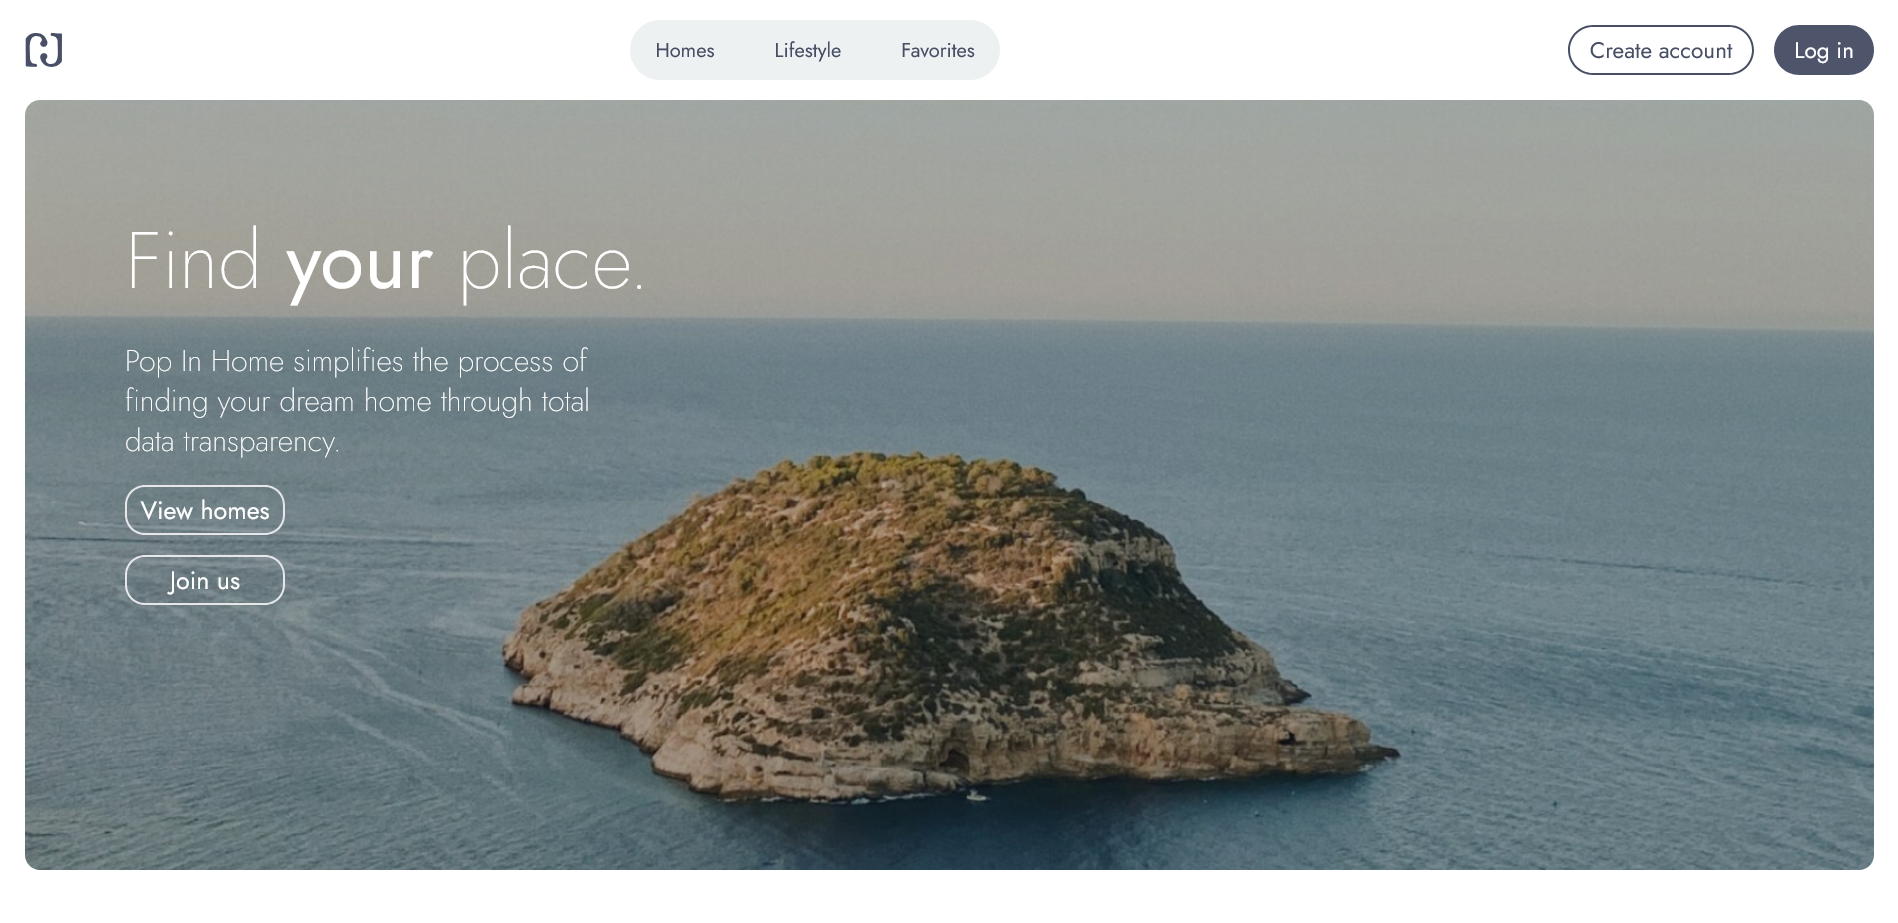 Homes
Lifestyle
Favorites
Create account
Log in
Find your place.
Pop In Home simplifies the process of
finding your dream home through total
data transparency.
View homes
Join us